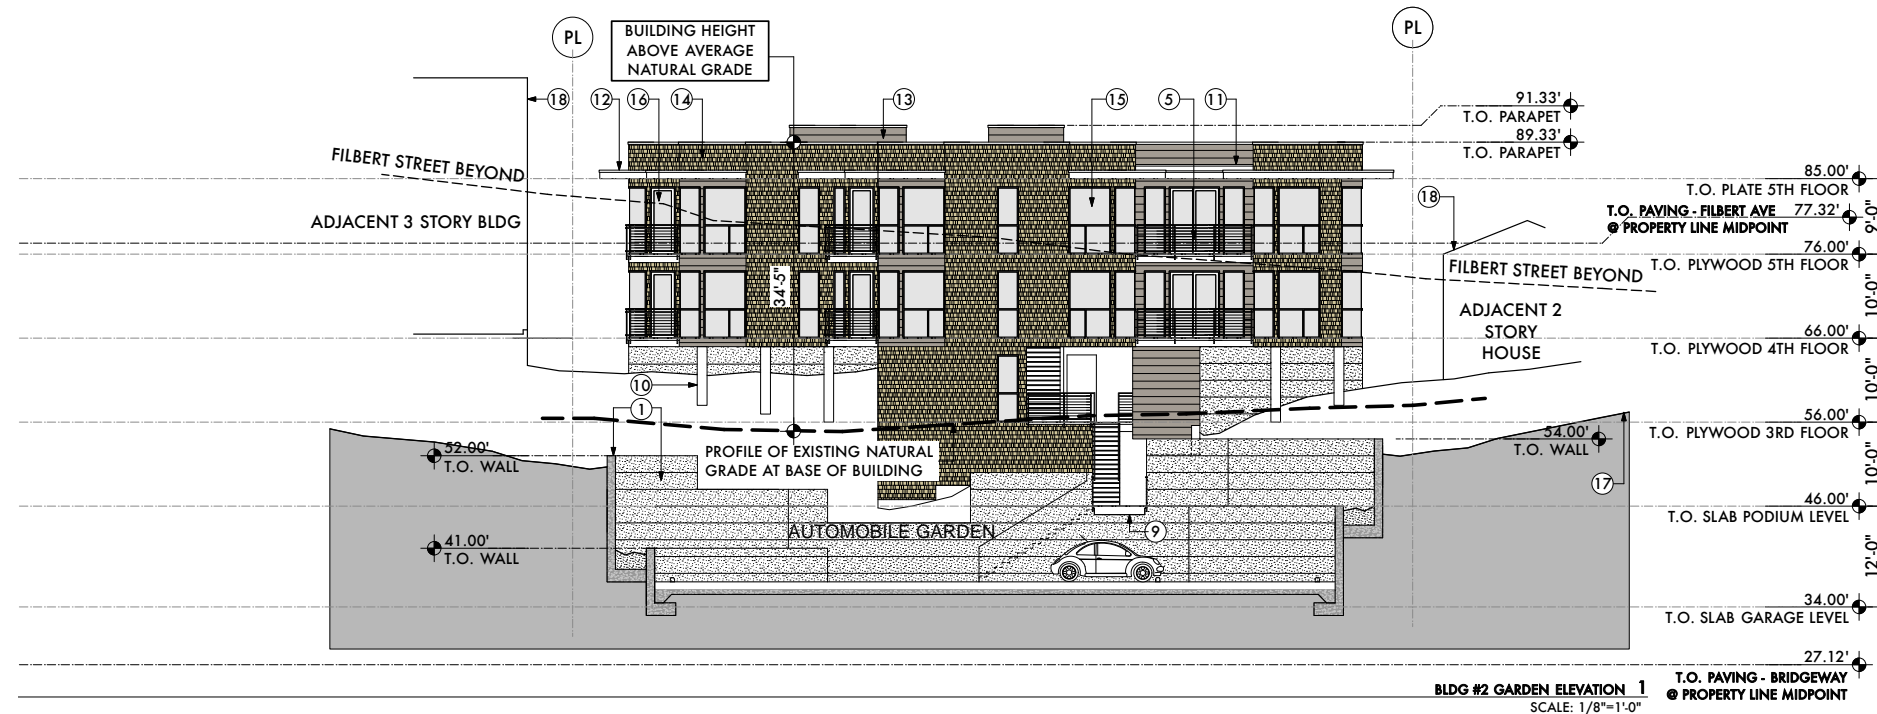 PL
BUILDING HEIGHT
ABOVE AVERAGE
NATURAL GRADE
PL
18
12
16
14
13
15
5
11
91.33'
T.O. PARAPET
89.33'
T.O. PARAPET
FILBERT STREET BEYOND
ADJACENT 3 STORY BLDG
85.00'
T.O. PLATE 5TH FLOOR
18
T.O. PAVING - FILBERT AVE 77.32'
@ PROPERTY LINE MIDPOINT
9'-0"
76.00'
T.O. PLYWOOD 5TH FLOOR
FILBERT STREET BEYOND
34'-5"
10'-0"
ADJACENT 2
STORY
HOUSE
66.00'
T.O. PLYWOOD 4TH FLOOR
10
10'-0"
1
56.00'
T.O. PLYWOOD 3RD FLOOR
52.00'
T.O. WALL
PROFILE OF EXISTING NATURAL
GRADE AT BASE OF BUILDING
54.00'
T.O. WALL
10'-0"
17
46.00'
T.O. SLAB PODIUM LEVEL
AUTOMOBILE GARDEN
9
41.00'
T.O. WALL
12'-0"
34.00'
T.O. SLAB GARAGE LEVEL
27.12'
T.O. PAVING - BRIDGEWAY
@ PROPERTY LINE MIDPOINT
BLDG #2 GARDEN ELEVATION 1
SCALE: 1/8"=1'-0"